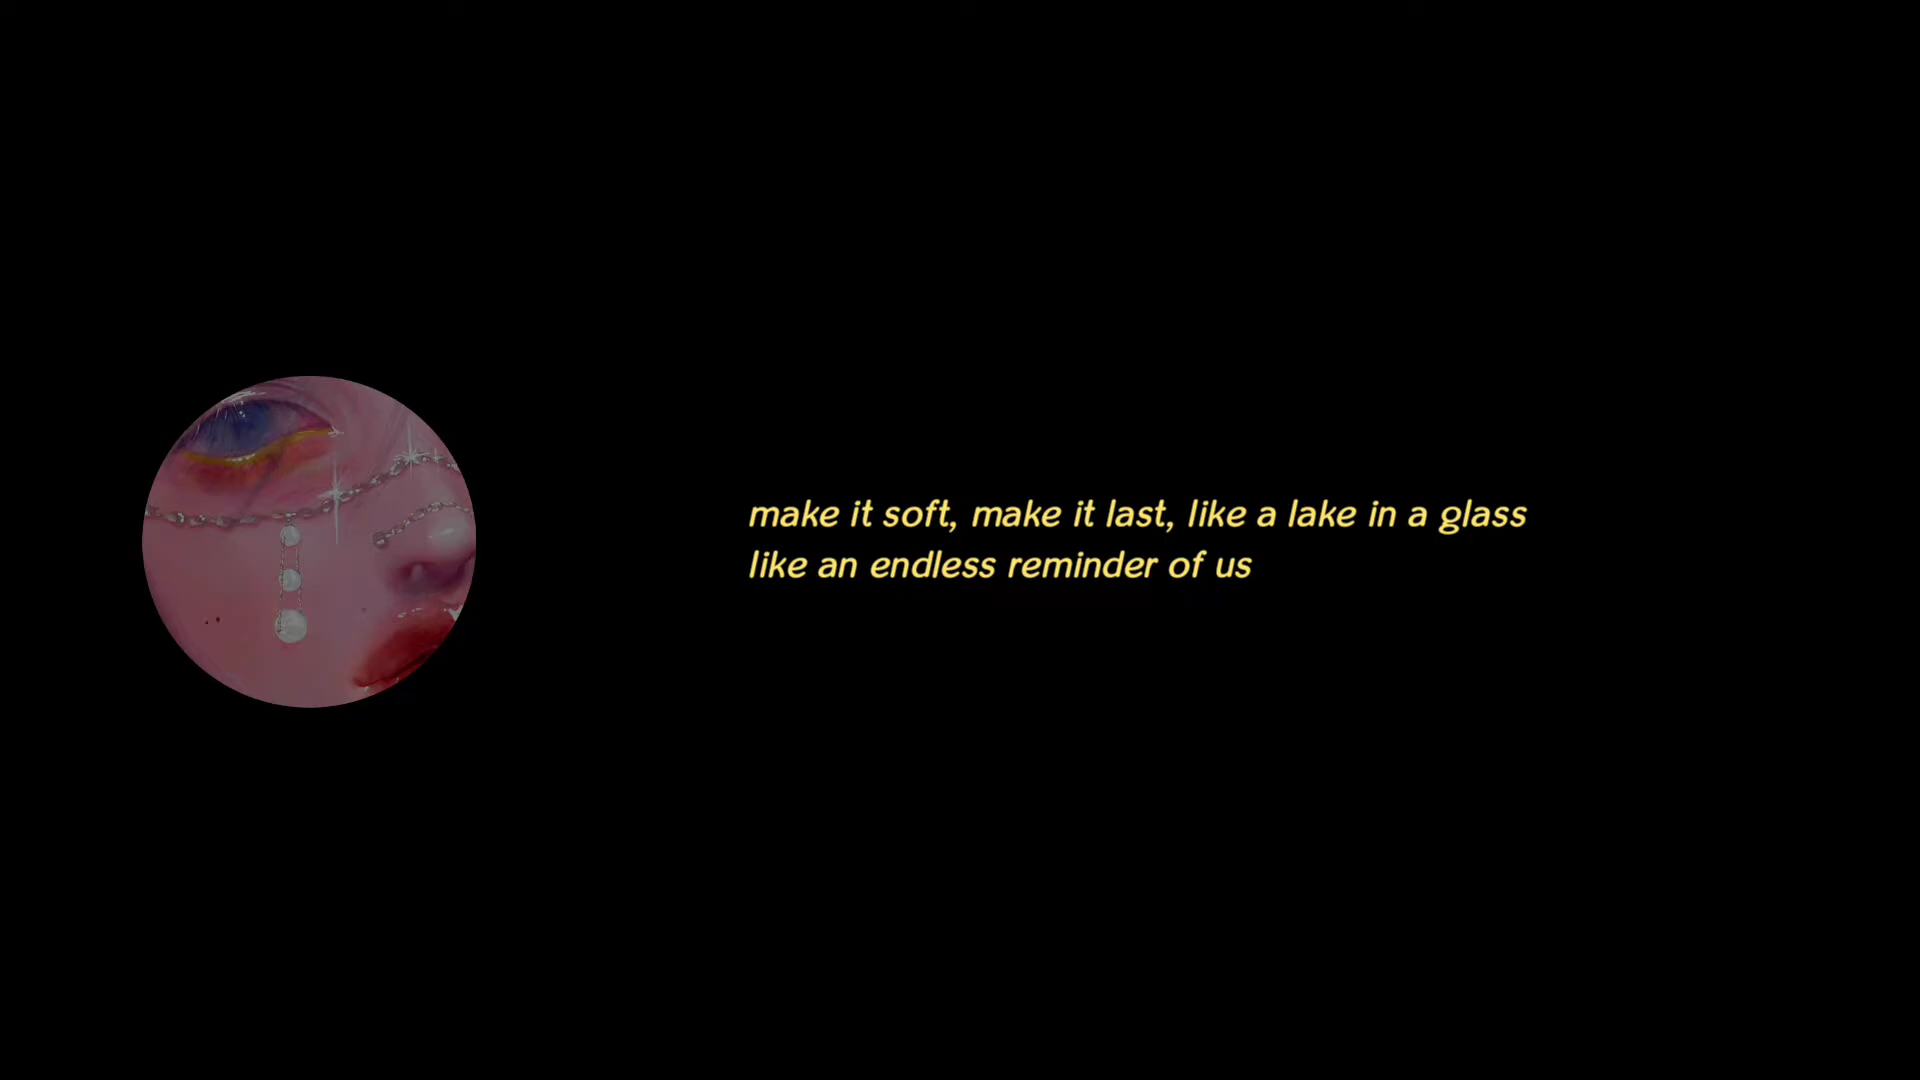 make it soft, make it last, like a lake in a glass
like an endless reminder of us